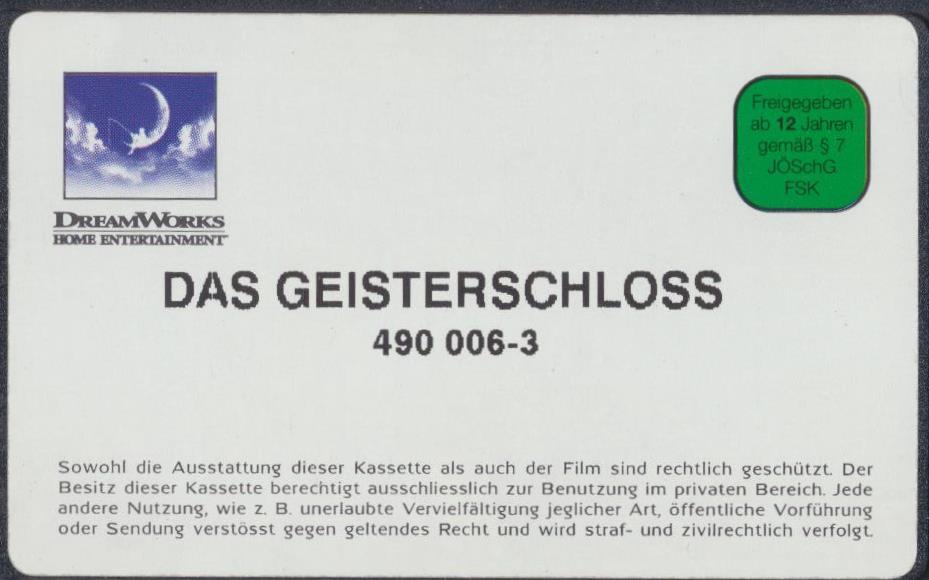 Freigegeben
ab 12 Jahren
gemäß § 7
JÖSchG
FSK
DREAMWORKS
HOME ENTERTAINMENT
DAS GEISTERSCHLOSS
490 006-3
Sowohl die Ausstattung dieser Kassette als auch der Film sind rechtlich geschützt. Der
Besitz dieser Kassette berechtigt ausschliesslich zur Benutzung im privaten Bereich. Jede
andere Nutzung, wie z. B. unerlaubte Vervielfältigung jeglicher Art, öffentliche Vorführung
oder Sendung verstösst gegen geltendes Recht und wird straf- und zivilrechtlich verfolgt.